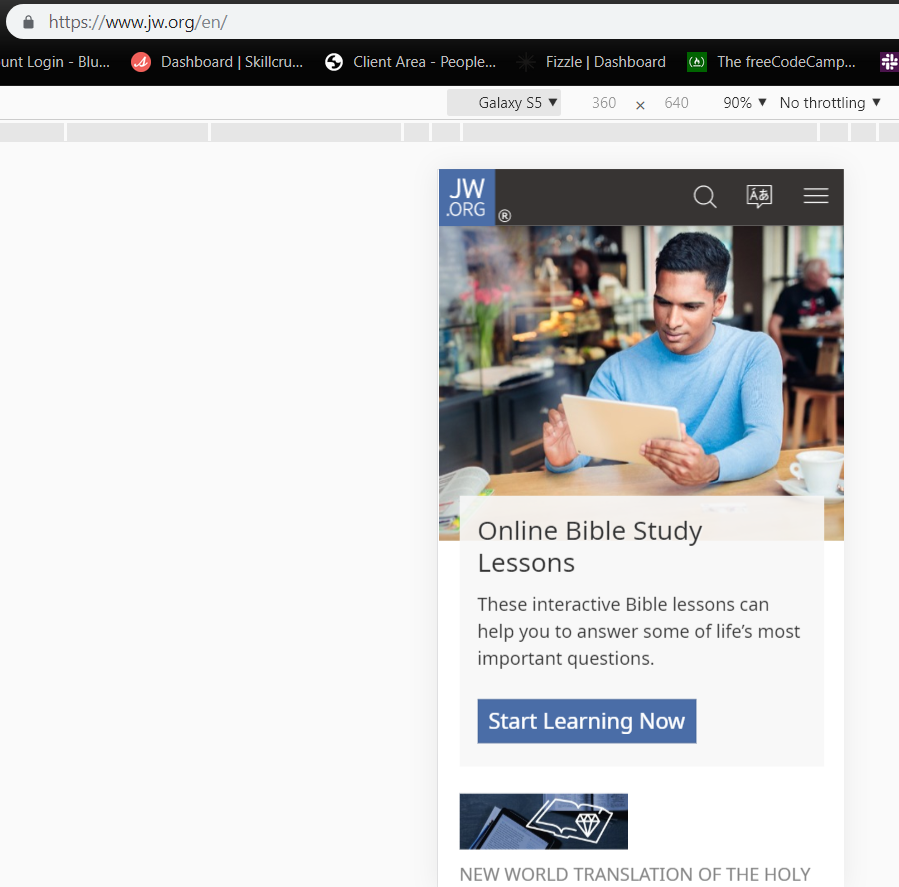 https://www.jw.org/en/
unt Login - Blu... Dashboard | Skillcru... Client Area - People... Fizzle | Dashboard The freeCodeCamp...
Galaxy S5 ▼ 360 × 640 90% ▼ No throttling ▼
JW
.ORG ®
Aあ
Online Bible Study
Lessons
These interactive Bible lessons can
help you to answer some of life’s most
important questions.
Start Learning Now
NEW WORLD TRANSLATION OF THE HOLY